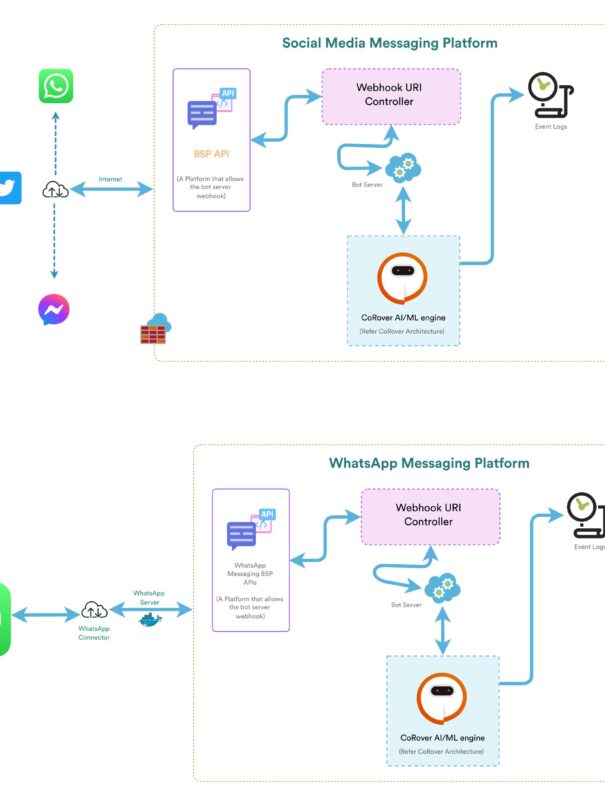 Social Media Messaging Platform
API
BSP API
(A Platform that allows
the bot server
webhook)
Internet
Webhook URI
Controller
Bot Server
Event Logs
CoRover AI/ML engine
(Refer CoRover Architecture)
WhatsApp Messaging Platform
API
WhatsApp
Messaging BSP
APIs
(A Platform that allows
the bot server
webhook)
WhatsApp
Server
WhatsApp
Connector
Webhook URI
Controller
Bot Server
Event Logs
CoRover AI/ML engine
(Refer CoRover Architecture)